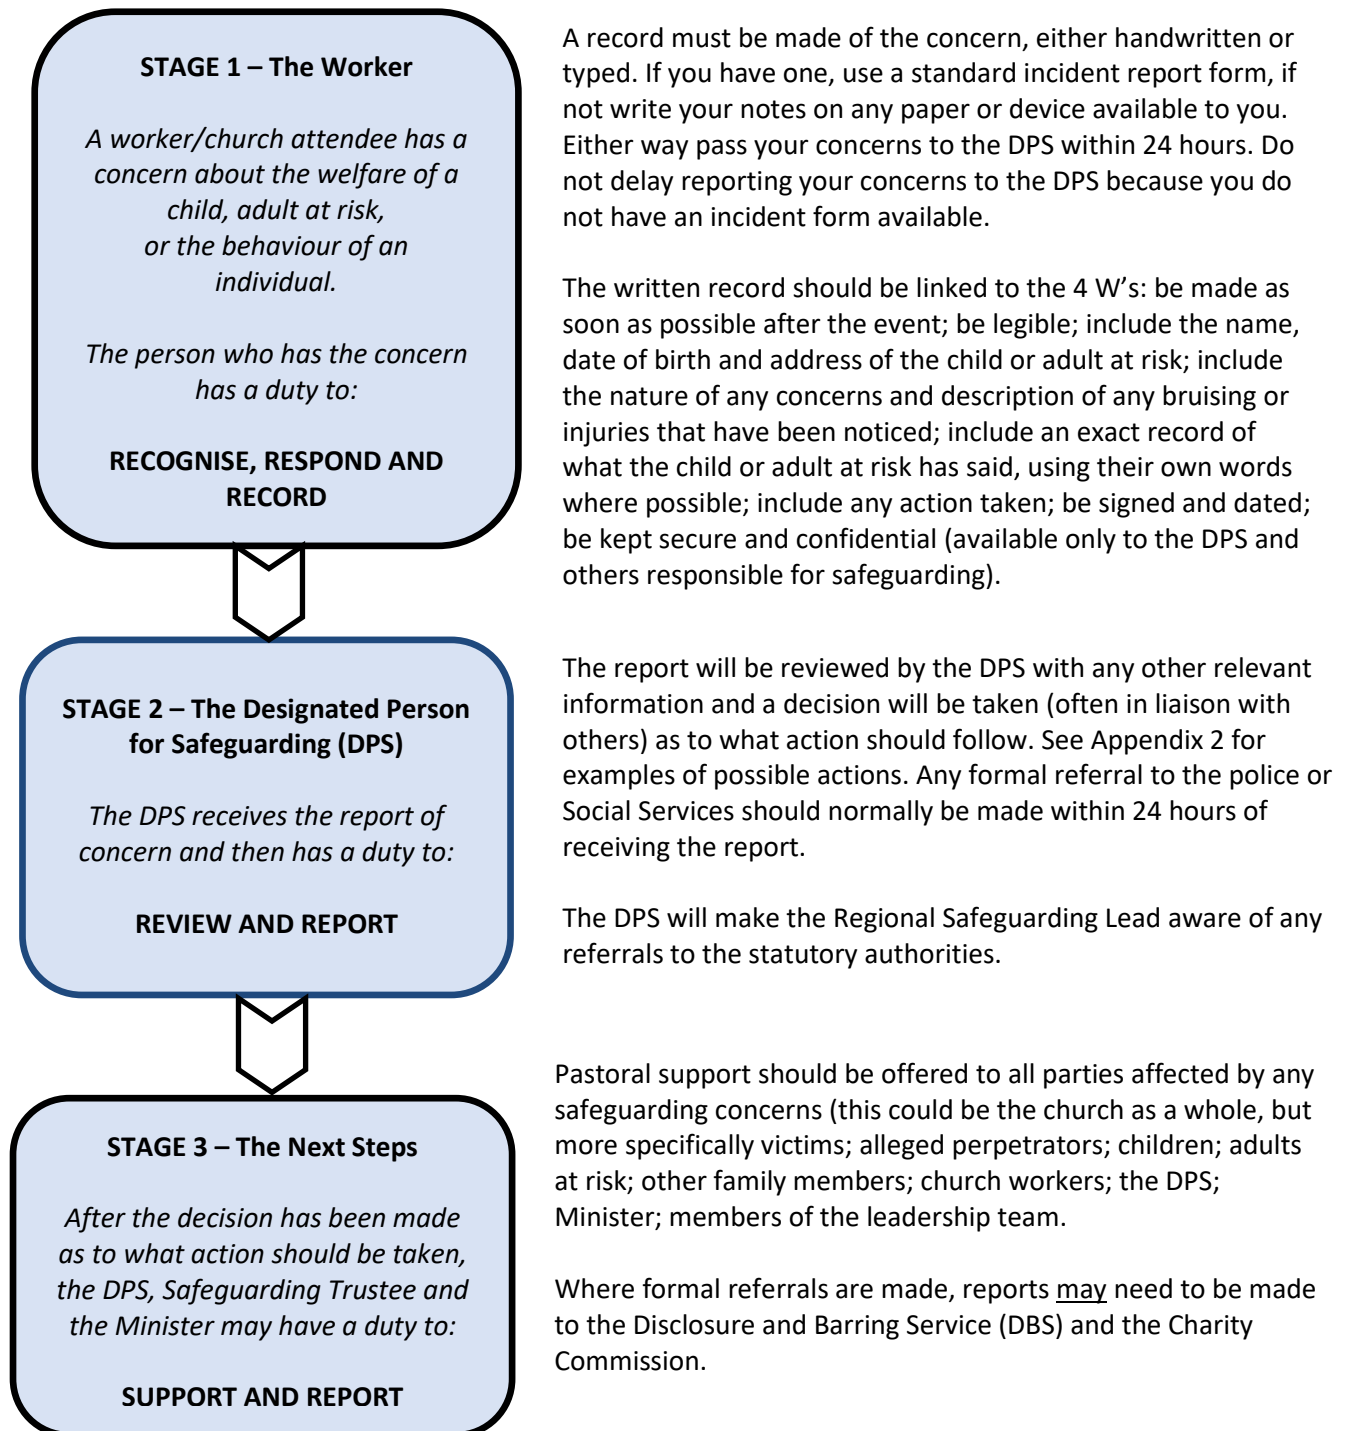 STAGE 1 – The Worker
A worker/church attendee has a
concern about the welfare of a
child, adult at risk,
or the behaviour of an
individual.
The person who has the concern
has a duty to:
RECOGNISE, RESPOND AND
RECORD
A record must be made of the concern, either handwritten or
typed. If you have one, use a standard incident report form, if
not write your notes on any paper or device available to you.
Either way pass your concerns to the DPS within 24 hours. Do
not delay reporting your concerns to the DPS because you do
not have an incident form available.
The written record should be linked to the 4 W’s: be made as
soon as possible after the event; be legible; include the name,
date of birth and address of the child or adult at risk; include
the nature of any concerns and description of any bruising or
injuries that have been noticed; include an exact record of
what the child or adult at risk has said, using their own words
where possible; include any action taken; be signed and dated;
be kept secure and confidential (available only to the DPS and
others responsible for safeguarding).
STAGE 2 – The Designated Person
for Safeguarding (DPS)
The DPS receives the report of
concern and then has a duty to:
REVIEW AND REPORT
The report will be reviewed by the DPS with any other relevant
information and a decision will be taken (often in liaison with
others) as to what action should follow. See Appendix 2 for
examples of possible actions. Any formal referral to the police or
Social Services should normally be made within 24 hours of
receiving the report.
The DPS will make the Regional Safeguarding Lead aware of any
referrals to the statutory authorities.
STAGE 3 – The Next Steps
After the decision has been made
as to what action should be taken,
the DPS, Safeguarding Trustee and
the Minister may have a duty to:
SUPPORT AND REPORT
Pastoral support should be offered to all parties affected by any
safeguarding concerns (this could be the church as a whole, but
more specifically victims; alleged perpetrators; children; adults
at risk; other family members; church workers; the DPS;
Minister; members of the leadership team.
Where formal referrals are made, reports may need to be made
to the Disclosure and Barring Service (DBS) and the Charity
Commission.